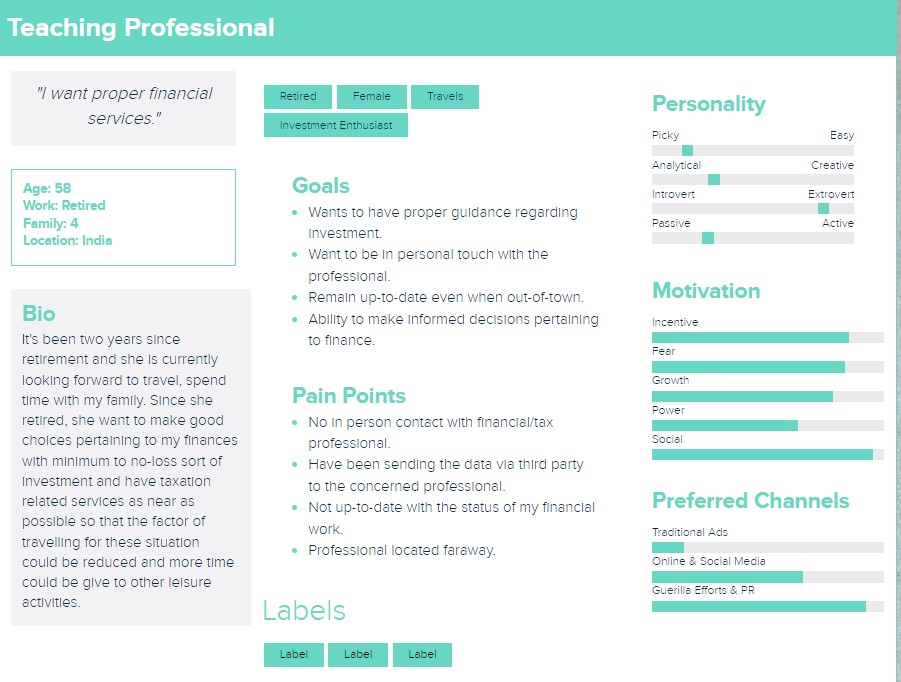 Teaching Professional
"I want proper financial
services."
Age: 58
Work: Retired
Family: 4
Location: India
Bio
It's been two years since
retirement and she is currently
looking forward to travel, spend
time with my family. Since she
retired, she want to make good
choices pertaining to my finances
with minimum to no-loss sort of
investment and have taxation
related services as near as
possible so that the factor of
travelling for these situation
could be reduced and more time
could be give to other leisure
activities.
Retired Female Travels
Investment Enthusiast
Goals
Wants to have proper guidance regarding
investment.
Want to be in personal touch with the
professional.
Remain up-to-date even when out-of-town.
Ability to make informed decisions pertaining
to finance.
Pain Points
No in person contact with financial/tax
professional.
Have been sending the data via third party
to the concerned professional.
Not up-to-date with the status of my financial
work.
Professional located faraway.
Labels
Label Label Label
Personality
Picky Easy
Analytical Creative
Introvert Extrovert
Passive Active
Motivation
Incentive
Fear
Growth
Power
Social
Preferred Channels
Traditional Ads
Online & Social Media
Guerilla Efforts & PR